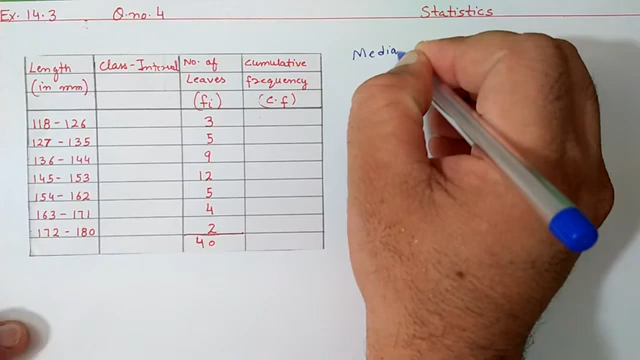 Ex. 14.3 Q.no. 4 Statistics
Length (in mm) Class-Interval No. of Leaves (fi) Cumulative frequency (c.f)
118-126 3
127-135 5
136-144 9
145-153 12
154-162 5
163-171 4
172-180 2
40
Media